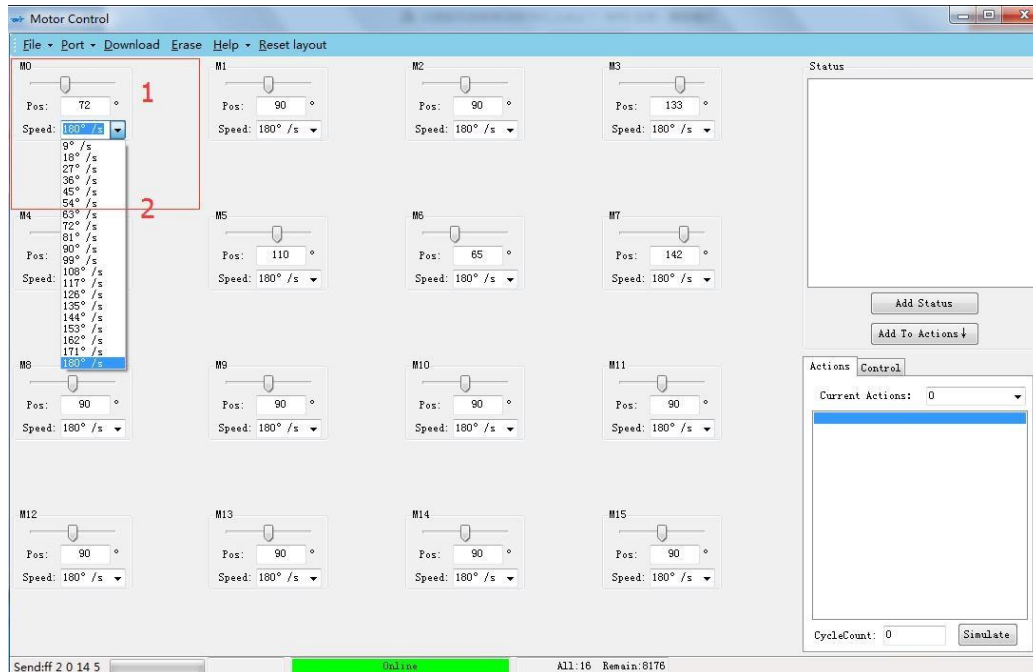 Motor Control
File Port Download Erase Help Reset layout
M0 M1 M2 M3 Status
1
Pos: 72 ° Pos: 90 ° Pos: 90 ° Pos: 133 °
Speed: 180° /s Speed: 180° /s Speed: 180° /s Speed: 180° /s
9° /s
18° /s
27° /s
36° /s
45° /s
54° /s
63° /s
72° /s
81° /s
90° /s
99° /s
108° /s
117° /s
126° /s
135° /s
144° /s
153° /s
162° /s
171° /s
180° /s
2
M4 M5 M6 M7
Pos: Pos: 110 ° Pos: 65 ° Pos: 142 °
Speed: Speed: 180° /s Speed: 180° /s Speed: 180° /s
Add Status
Add To Actions↓
M8 M9 M10 M11
Pos: 90 ° Pos: 90 ° Pos: 90 ° Pos: 90 °
Speed: 180° /s Speed: 180° /s Speed: 180° /s Speed: 180° /s
Actions Control
Current Actions: 0
M12 M13 M14 M15
Pos: 90 ° Pos: 90 ° Pos: 90 ° Pos: 90 °
Speed: 180° /s Speed: 180° /s Speed: 180° /s Speed: 180° /s
CycleCount: 0 Simulate
Send:ff 2 0 14 5 Online All:16 Remain:8176